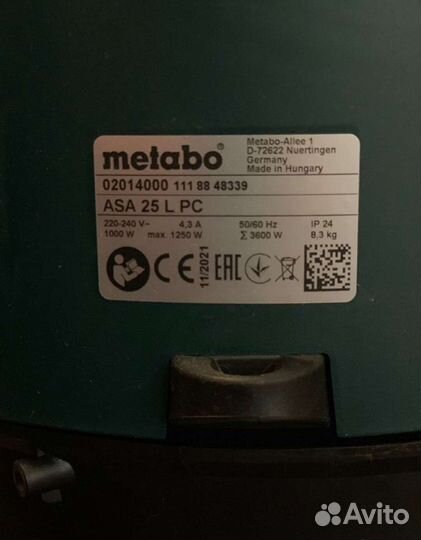 metabo®
Metabo-Allee 1
D-72622 Nuertingen
Germany
Made in Hungary
02014000 111 88 48339
ASA 25 L PC
220-240 V~ 4,3 A 50/60 Hz IP 24
1000 W max. 1250 W Σ 3600 W 8,3 kg
CE 11/2021 EAC
Avito